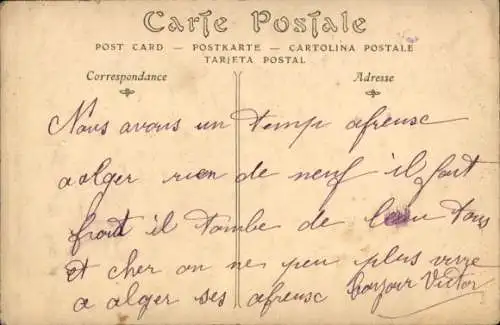 Carte Postale
POST CARD — POSTKARTE — CARTOLINA POSTALE
TARJETA POSTAL
Correspondance
Adresse
Nous avons un temp afreuse
a alger rien de neuf il fait
froid il tombe de l'eau tous
et cher on ne peu plus vivre
a alger ses afreuse bonjour Victor